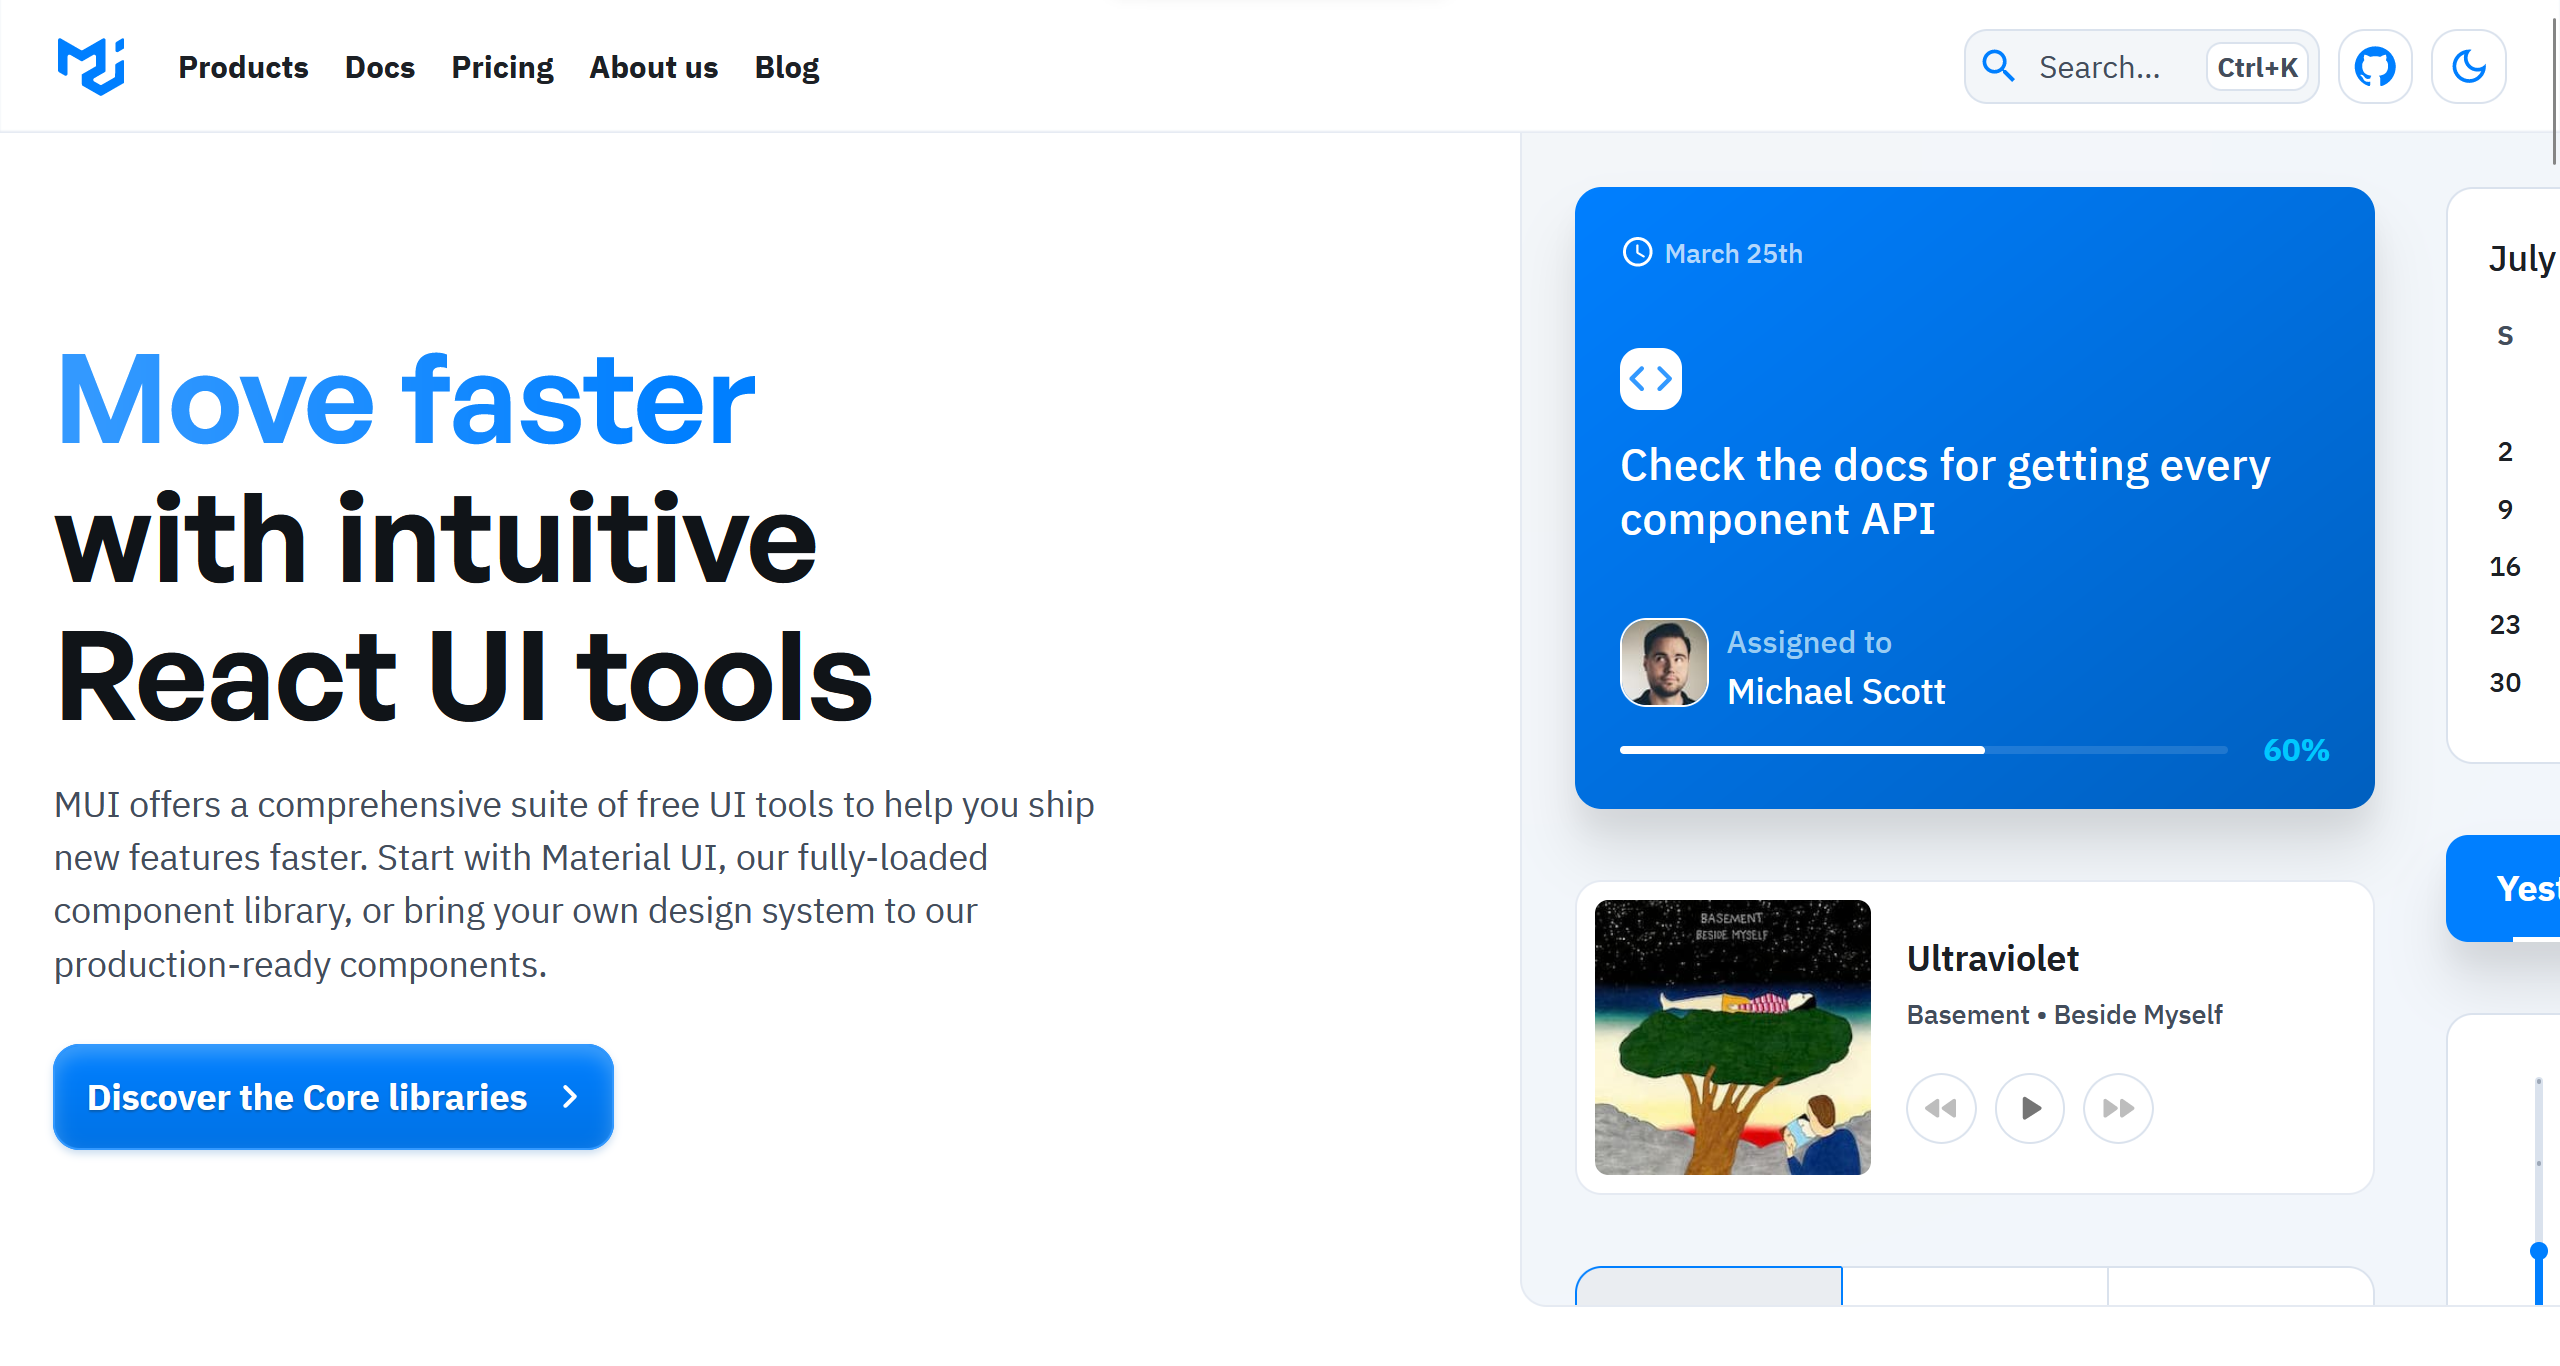 Products Docs Pricing About us Blog
Search... Ctrl+K
Move faster
with intuitive
React UI tools
MUI offers a comprehensive suite of free UI tools to help you ship
new features faster. Start with Material UI, our fully-loaded
component library, or bring your own design system to our
production-ready components.
Discover the Core libraries
March 25th
Check the docs for getting every
component API
Assigned to
Michael Scott
60%
BASEMENT
BESIDE MYSELF
Ultraviolet
Basement • Beside Myself
July
S
2
9
16
23
30